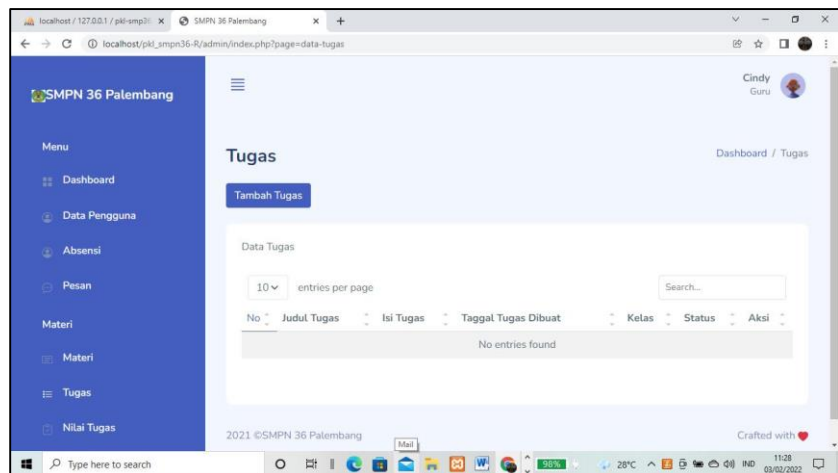 localhost / 127.0.0.1 / pkl-smp3
SMPN 36 Palembang
localhost/pkl_smpn36-R/admin/index.php?page=data-tugas
SMPN 36 Palembang
Cindy
Guru
Menu
Dashboard
Data Pengguna
Absensi
Pesan
Materi
Materi
Tugas
Nilai Tugas
Tugas
Dashboard / Tugas
Tambah Tugas
Data Tugas
10 entries per page
Search...
No Judul Tugas Isi Tugas Taggal Tugas Dibuat Kelas Status Aksi
No entries found
2021 ©SMPN 36 Palembang
Crafted with
Mail
Type here to search
98%
28°C
IND
11:28
03/02/2022